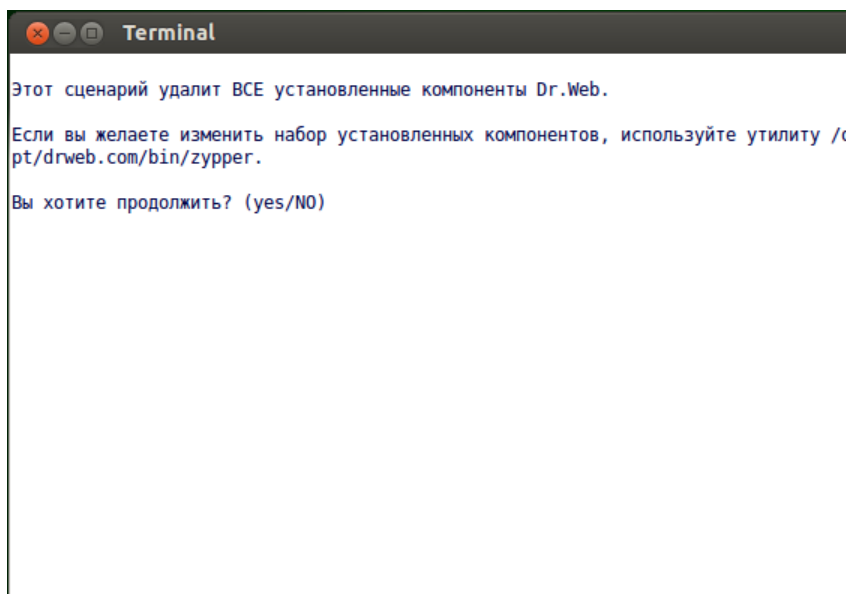 Terminal
Этот сценарий удалит ВСЕ установленные компоненты Dr.Web.
Если вы желаете изменить набор установленных компонентов, используйте утилиту /o
pt/drweb.com/bin/zypper.
Вы хотите продолжить? (yes/NO)